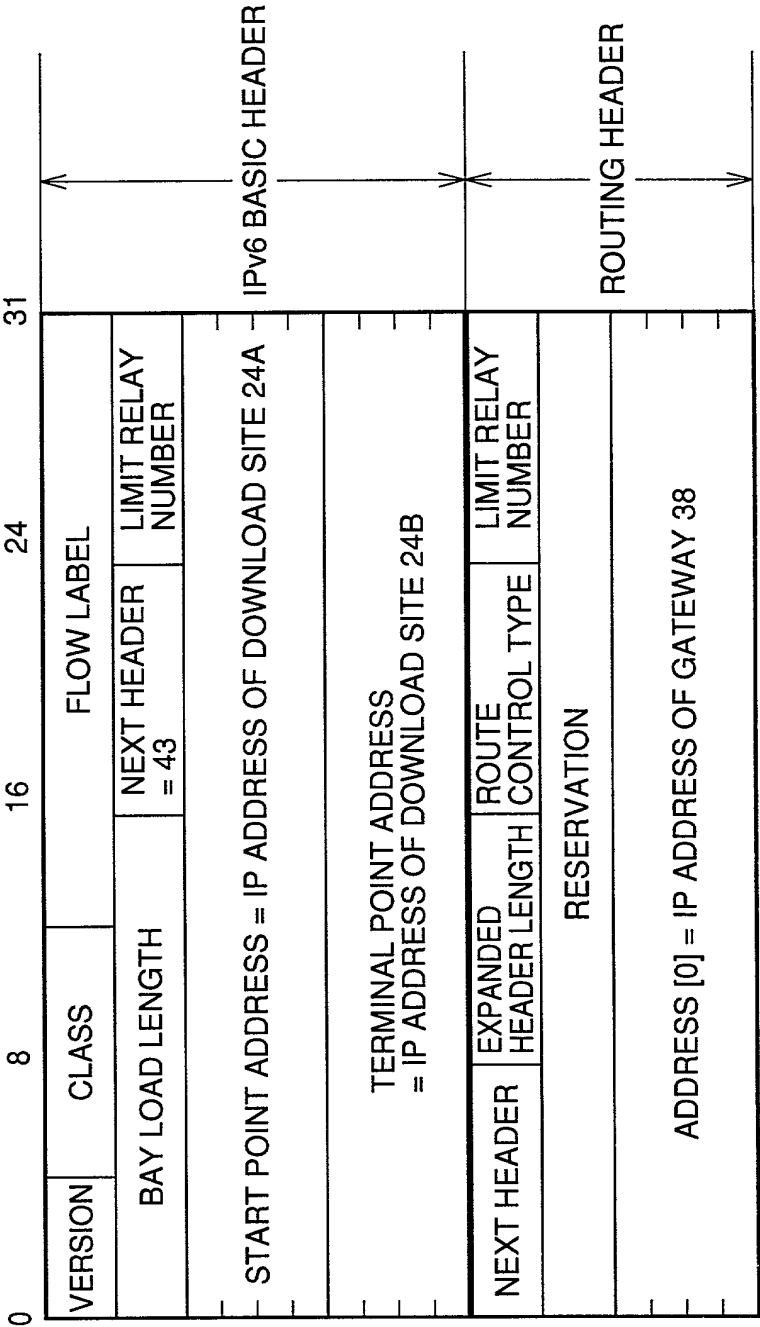 0 8 16 24 31
VERSION CLASS FLOW LABEL
BAY LOAD LENGTH NEXT HEADER
= 43 LIMIT RELAY
NUMBER
START POINT ADDRESS = IP ADDRESS OF DOWNLOAD SITE 24A
TERMINAL POINT ADDRESS
= IP ADDRESS OF DOWNLOAD SITE 24B
IPv6 BASIC HEADER
NEXT HEADER EXPANDED
HEADER LENGTH ROUTE
CONTROL TYPE LIMIT RELAY
NUMBER
RESERVATION
ADDRESS [0] = IP ADDRESS OF GATEWAY 38
ROUTING HEADER